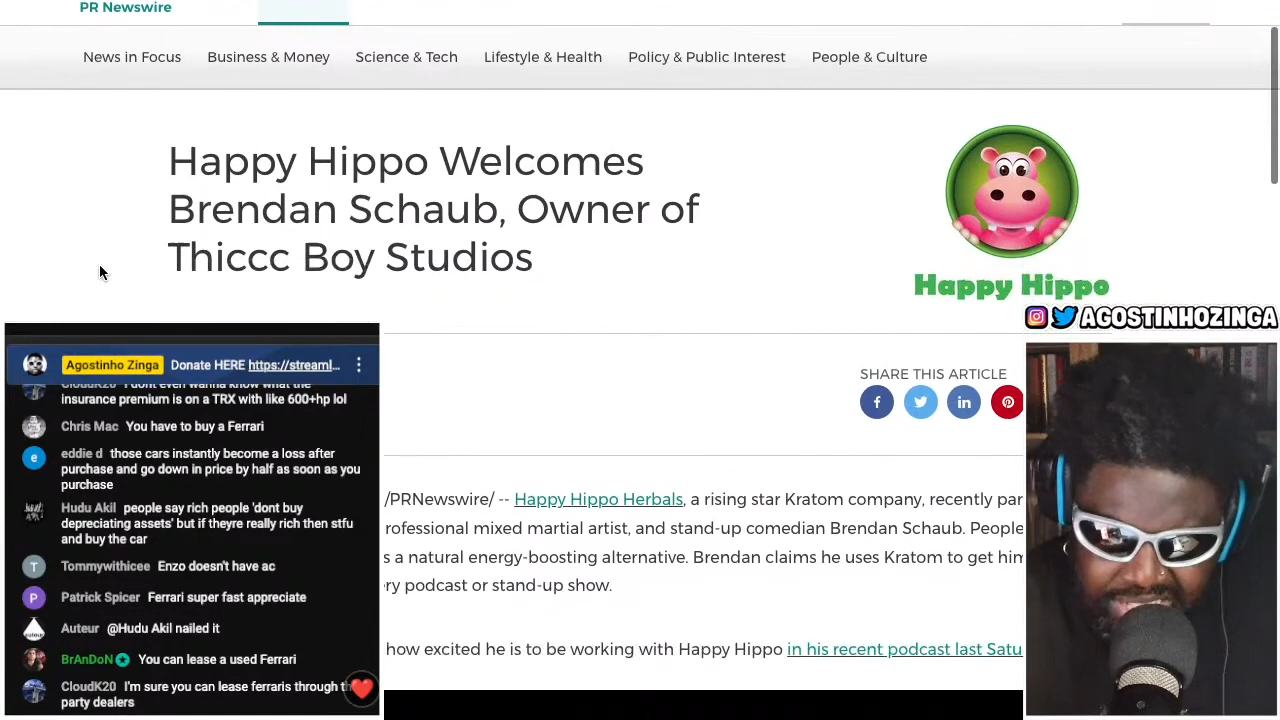 PR Newswire
News in Focus Business & Money Science & Tech Lifestyle & Health Policy & Public Interest People & Culture
Happy Hippo Welcomes
Brendan Schaub, Owner of
Thiccc Boy Studios
Happy Hippo
AGOSTINHOZINGA
SHARE THIS ARTICLE
/PRNewswire/ -- Happy Hippo Herbals, a rising star Kratom company, recently par
rofessional mixed martial artist, and stand-up comedian Brendan Schaub. People
s a natural energy-boosting alternative. Brendan claims he uses Kratom to get him
ry podcast or stand-up show.
how excited he is to be working with Happy Hippo in his recent podcast last Satu
Agostinho Zinga Donate HERE https://streaml...
CloudK20 I dont even wanna know what the
insurance premium is on a TRX with like 600+hp lol
Chris Mac You have to buy a Ferrari
eddie d those cars instantly become a loss after
purchase and go down in price by half as soon as you
purchase
Hudu Akil people say rich people 'dont buy
depreciating assets' but if theyre really rich then stfu
and buy the car
T Tommywithicee Enzo doesn't have ac
P Patrick Spicer Ferrari super fast appreciate
Auteur @Hudu Akil nailed it
BrAnDoN You can lease a used Ferrari
CloudK20 I'm sure you can lease ferraris through
party dealers